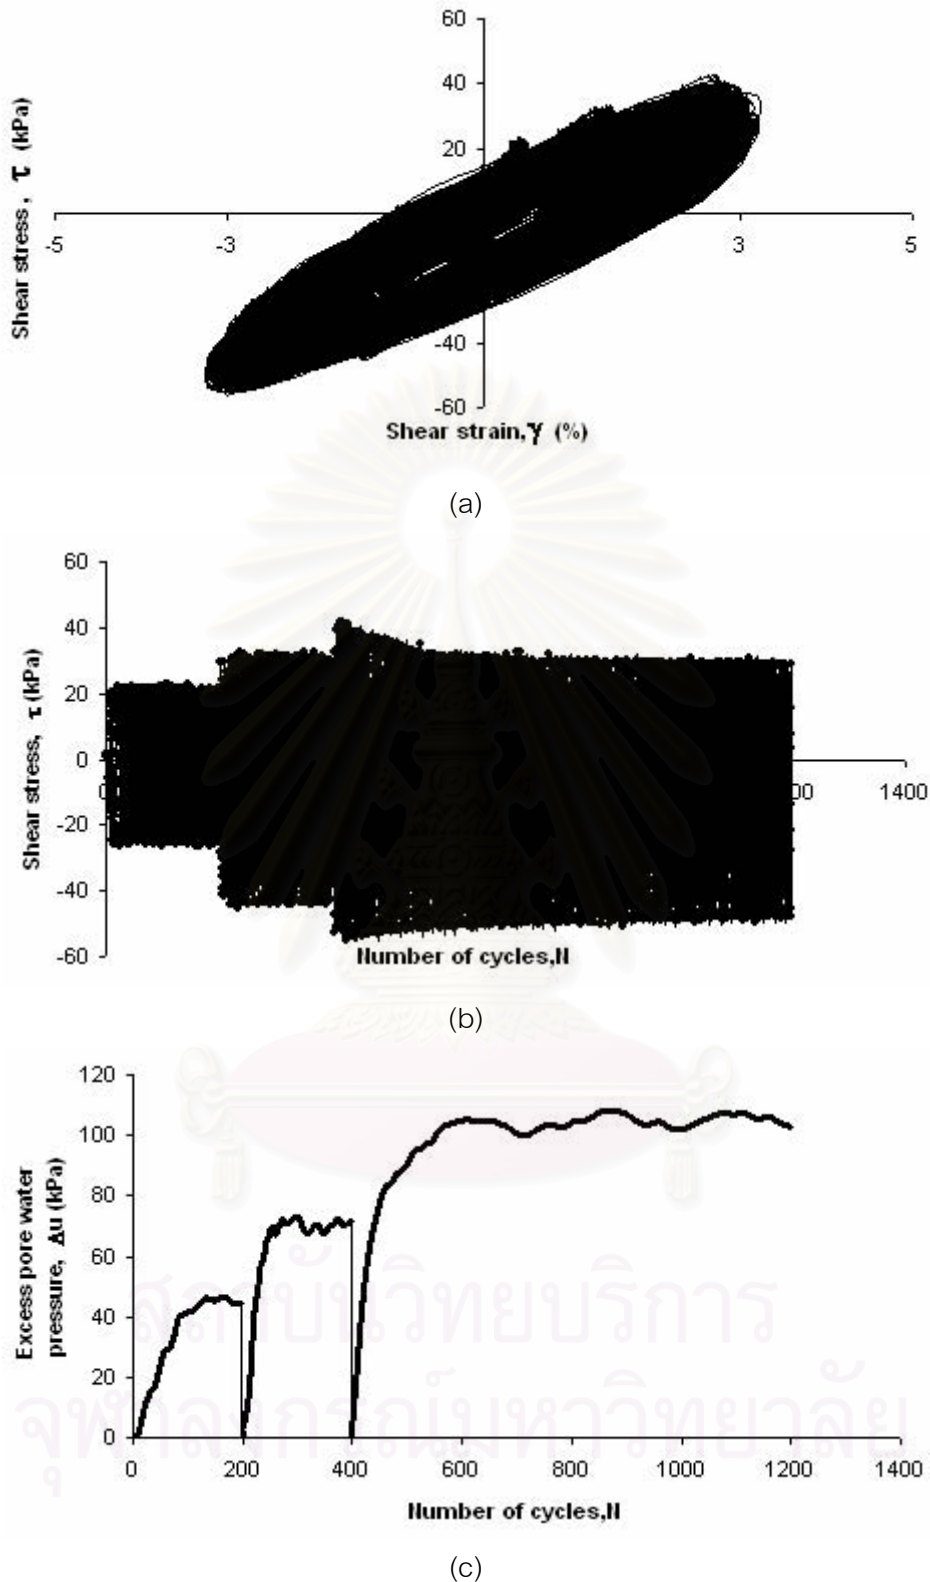 60
40
20
Shear stress, τ (kPa)
-5
-3
3
5
-40
-60
Shear strain,γ (%)
(a)
60
40
20
0
-20
-40
-60
Shear stress, τ (kPa)
1400
Number of cycles,N
(b)
120
100
80
60
40
20
0
Excess pore water
pressure, Δu (kPa)
0 200 400 600 800 1000 1200 1400
Number of cycles,N
(c)
สถาบันวิทยบริการ
จุฬาลงกรณ์มหาวิทยาลัย